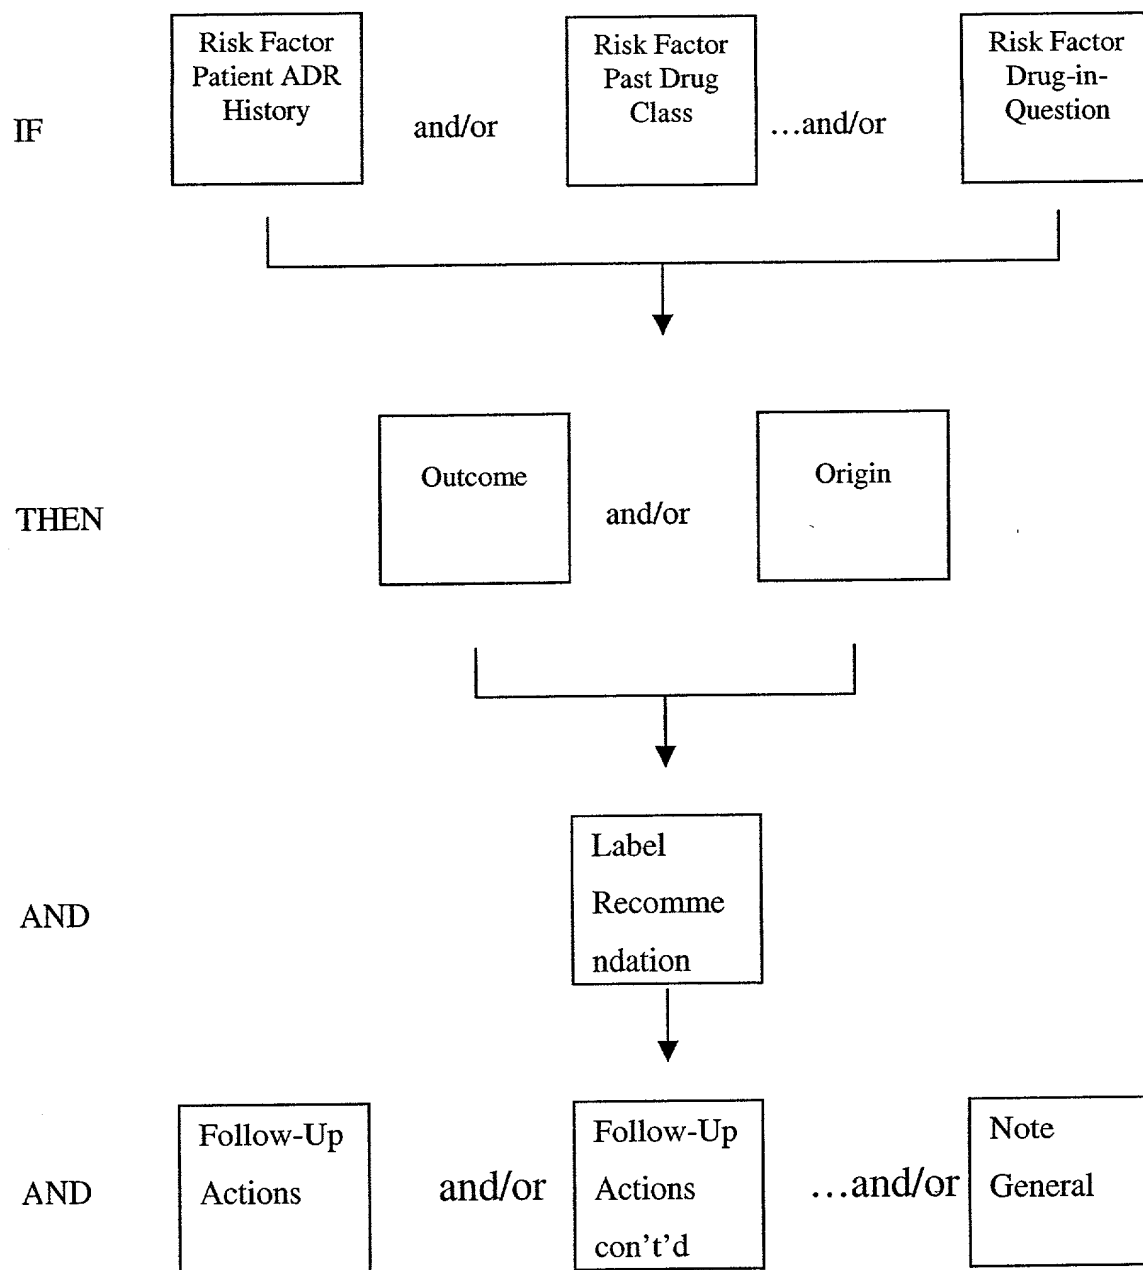 IF
Risk Factor
Patient ADR
History
and/or
Risk Factor
Past Drug
Class
...and/or
Risk Factor
Drug-in-
Question
THEN
Outcome
and/or
Origin
AND
Label
Recomme
ndation
AND
Follow-Up
Actions
and/or
Follow-Up
Actions
con't'd
...and/or
Note
General